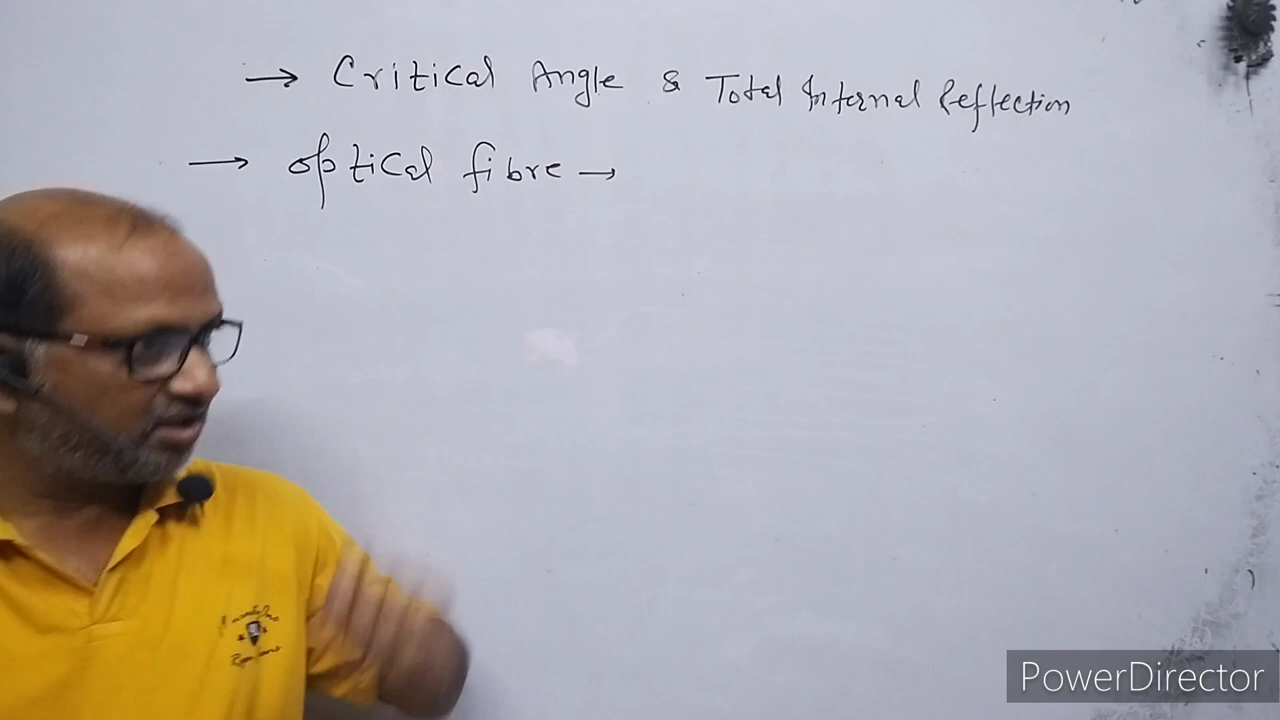 → Critical Angle & Total Internal Reflection
→ optical fibre →
PowerDirector